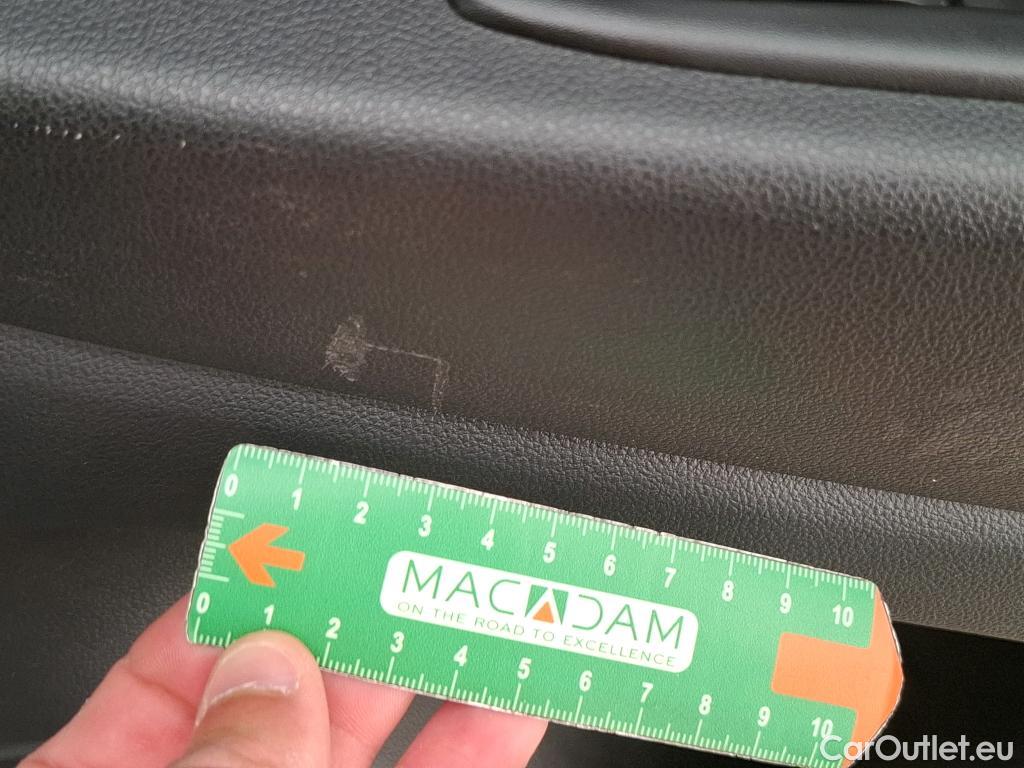 0 1 2 3 4 5 6 7 8 9 10
MACADAM
ON THE ROAD TO EXCELLENCE
0 1 2 3 4 5 6 7 8 9 10
CarOutlet.eu